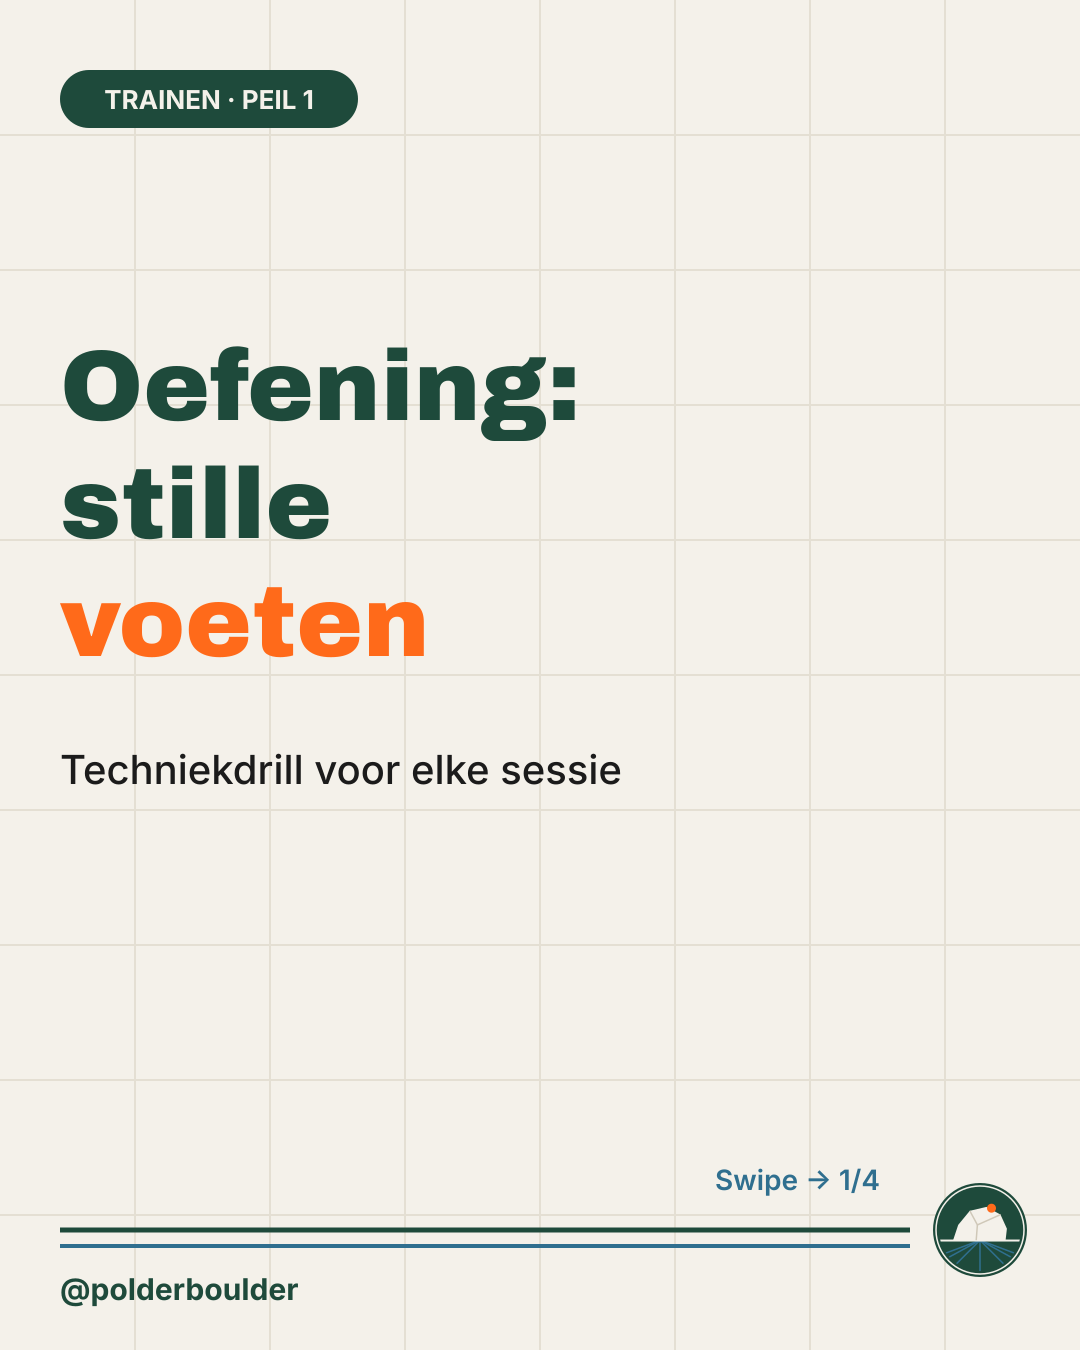 TRAINEN · PEIL 1
Oefening:
stille
voeten
Techniekdrill voor elke sessie
Swipe → 1/4
@polderboulder